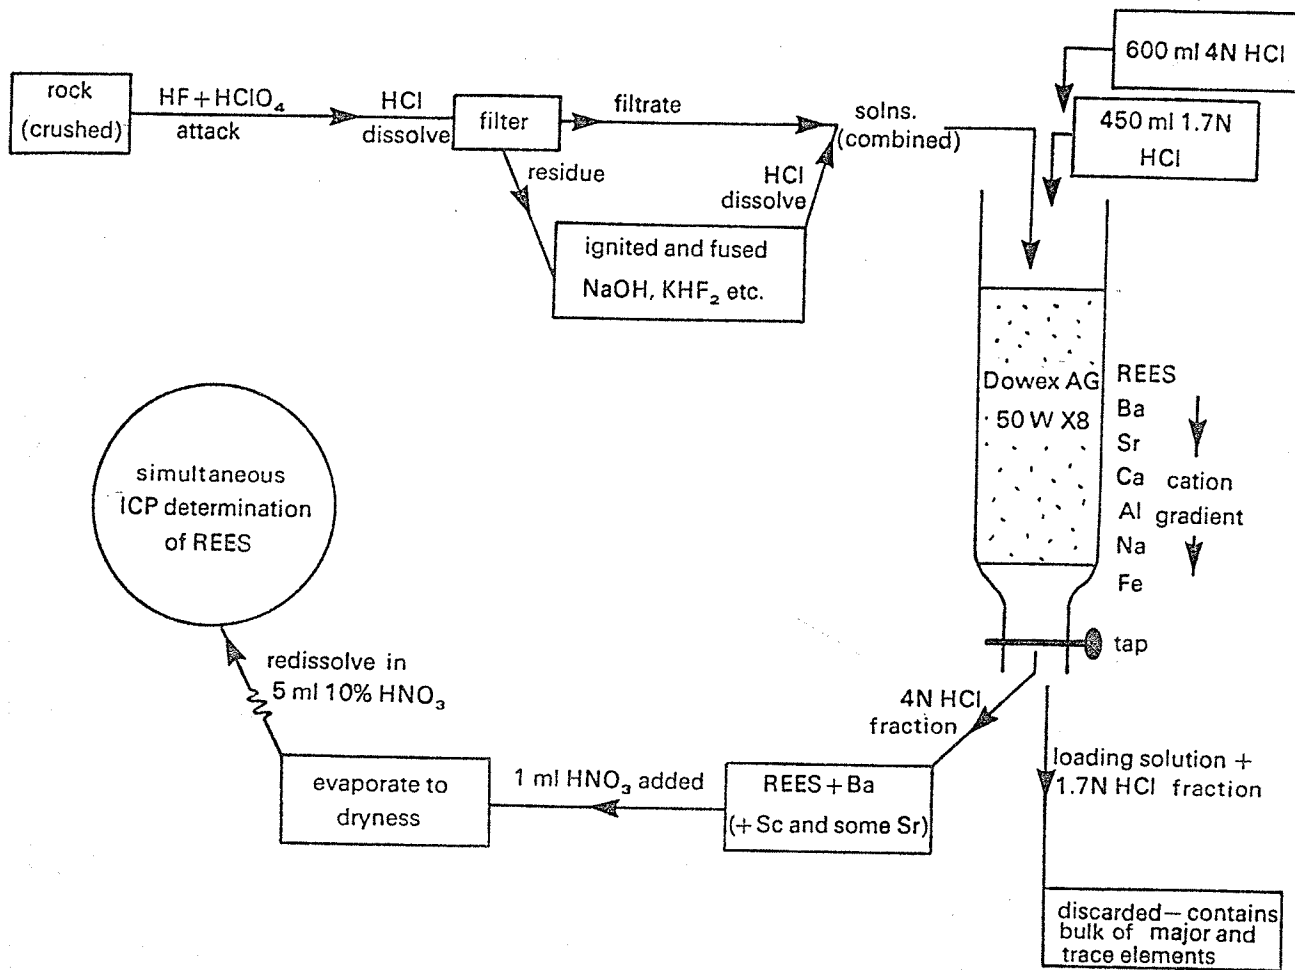 600 ml 4N HCl
rock
(crushed)
HF+HClO₄
attack
HCl
dissolve
filter
filtrate
solns.
(combined)
450 ml 1.7N
HCl
residue
HCl
dissolve
ignited and fused
NaOH, KHF₂ etc.
Dowex AG
50 W X8
REES
Ba
Sr
Ca
Al
Na
Fe
cation
gradient
tap
simultaneous
ICP determination
of REES
redissolve in
5 ml 10% HNO₃
4N HCl
fraction
evaporate to
dryness
1 ml HNO₃ added
REES+Ba
(+Sc and some Sr)
loading solution +
1.7N HCl fraction
discarded—contains
bulk of major and
trace elements